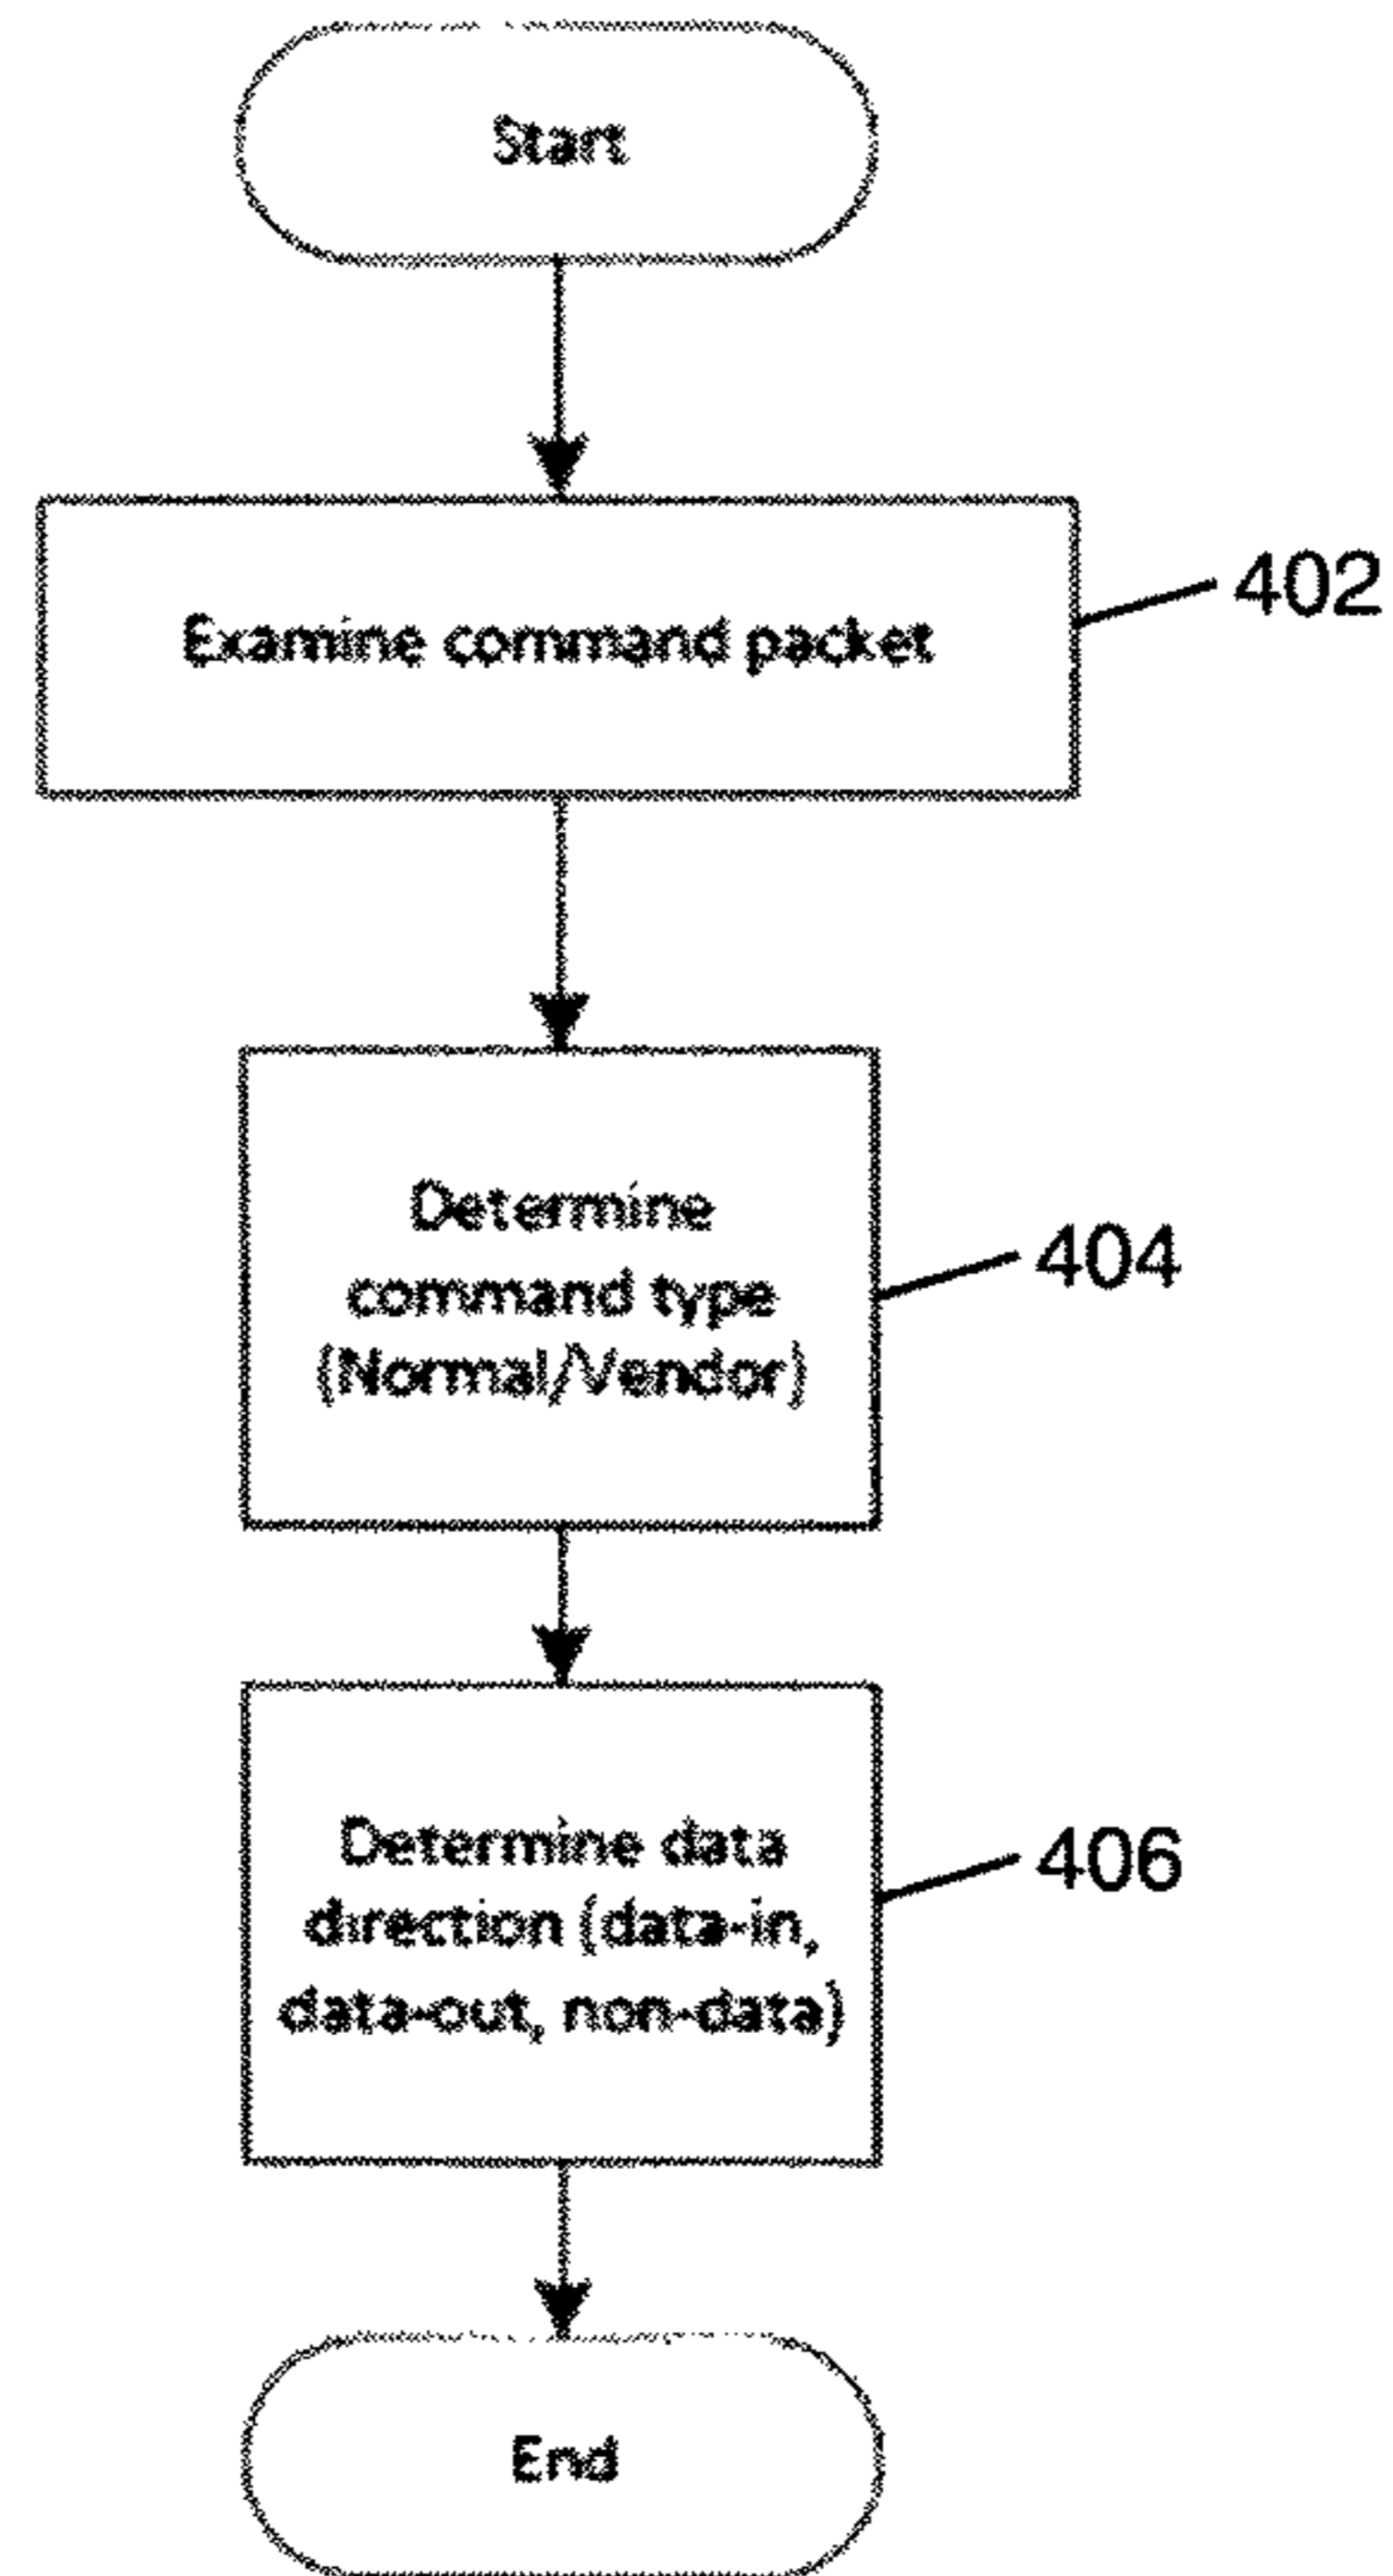 Start
Examine command packet
402
Determine
command type
(Normal/Vendor)
404
Determine data
direction (data-in,
data-out, non-data)
406
End